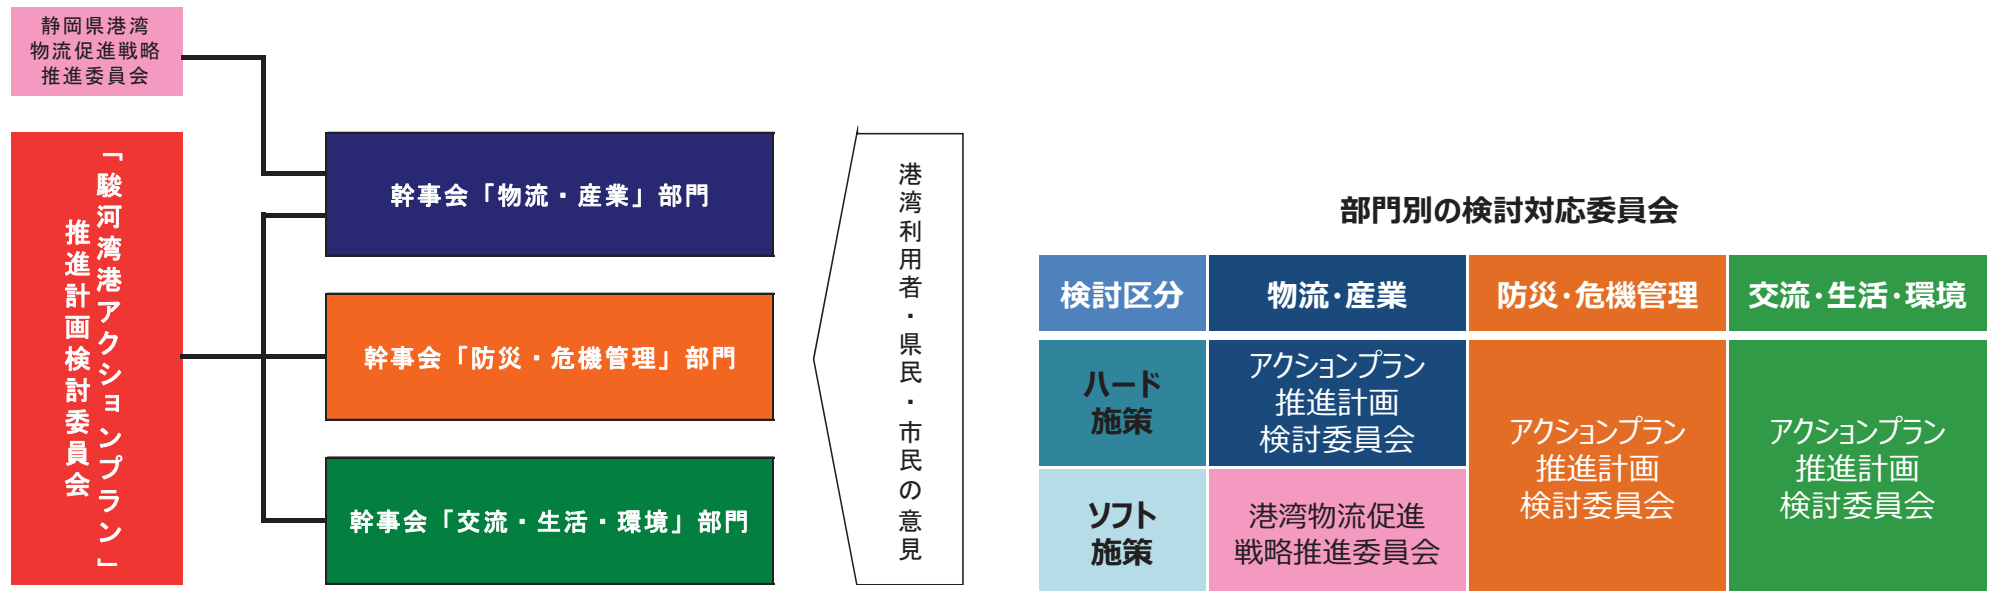 静岡県港湾
物流促進戦略
推進委員会
「駿河湾港アクションプラン」
推進計画検討委員会
幹事会「物流・産業」部門
幹事会「防災・危機管理」部門
幹事会「交流・生活・環境」部門
港湾利用者・県民・市民の意見
部門別の検討対応委員会
検討区分
物流・産業
防災・危機管理
交流・生活・環境
ハード
施策
アクションプラン
推進計画
検討委員会
ソフト
施策
港湾物流促進
戦略推進委員会
アクションプラン
推進計画
検討委員会
アクションプラン
推進計画
検討委員会